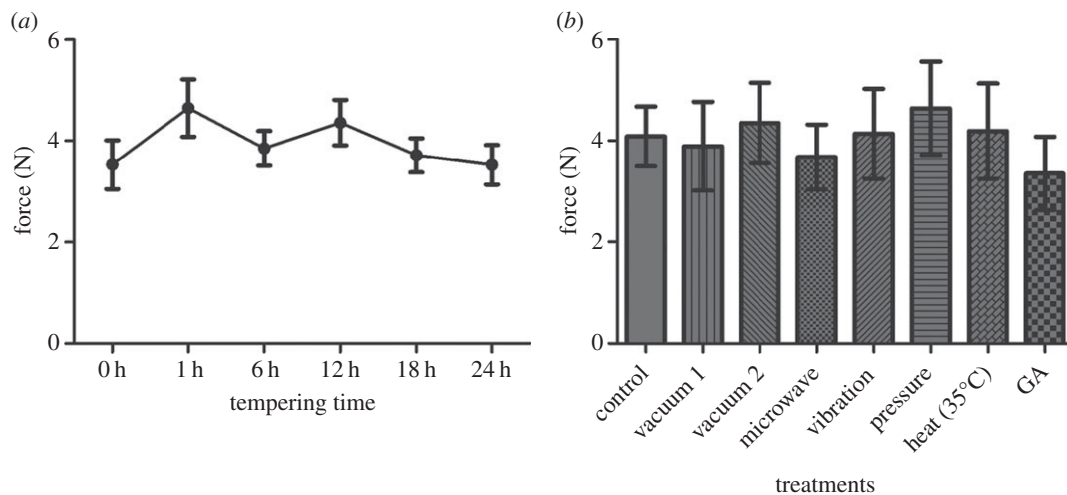 (a)
6
4
2
0
force (N)
0 h 1 h 6 h 12 h 18 h 24 h
tempering time
(b)
6
4
2
0
force (N)
control
vacuum 1
vacuum 2
microwave
vibration
pressure
heat (35°C)
GA
treatments